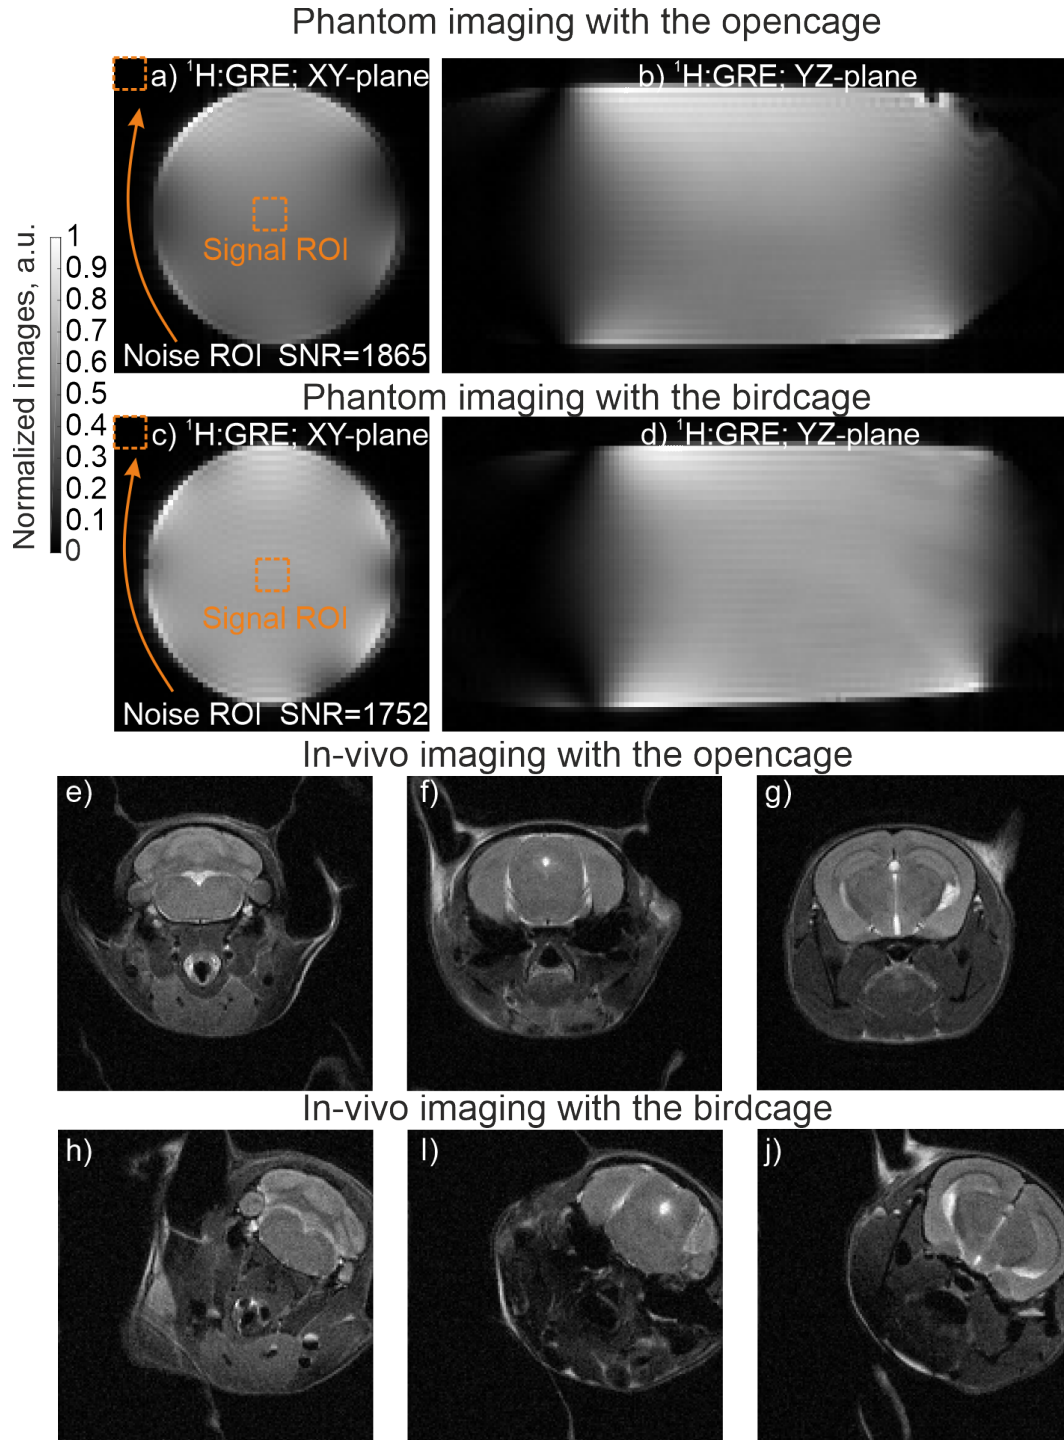 Phantom imaging with the opencage
a) ¹H:GRE; XY-plane
b) ¹H:GRE; YZ-plane
Signal ROI
Noise ROI SNR=1865
Normalized images, a.u.
1
0.9
0.8
0.7
0.6
0.5
0.4
0.3
0.2
0.1
0
Phantom imaging with the birdcage
c) ¹H:GRE; XY-plane
d) ¹H:GRE; YZ-plane
Signal ROI
Noise ROI SNR=1752
In-vivo imaging with the opencage
e)
f)
g)
In-vivo imaging with the birdcage
h)
I)
j)